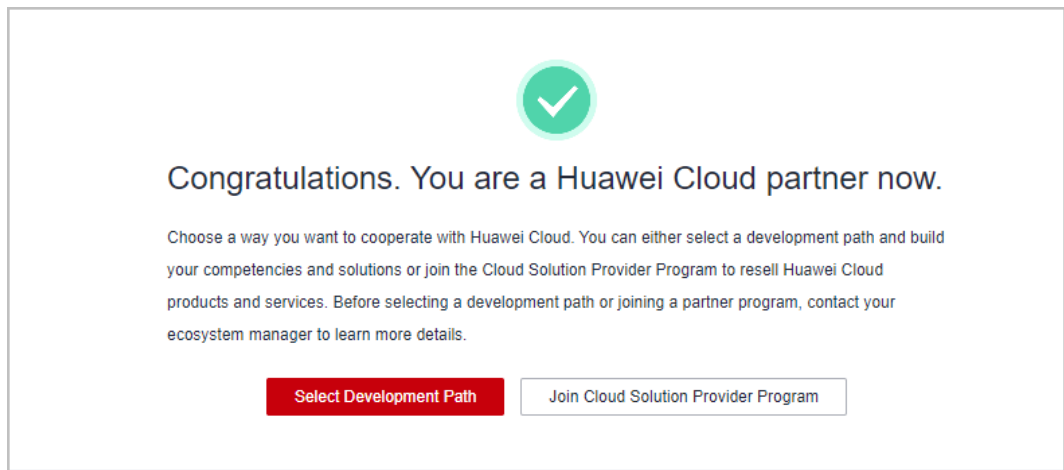 Congratulations. You are a Huawei Cloud partner now.
Choose a way you want to cooperate with Huawei Cloud. You can either select a development path and build
your competencies and solutions or join the Cloud Solution Provider Program to resell Huawei Cloud
products and services. Before selecting a development path or joining a partner program, contact your
ecosystem manager to learn more details.
Select Development Path
Join Cloud Solution Provider Program